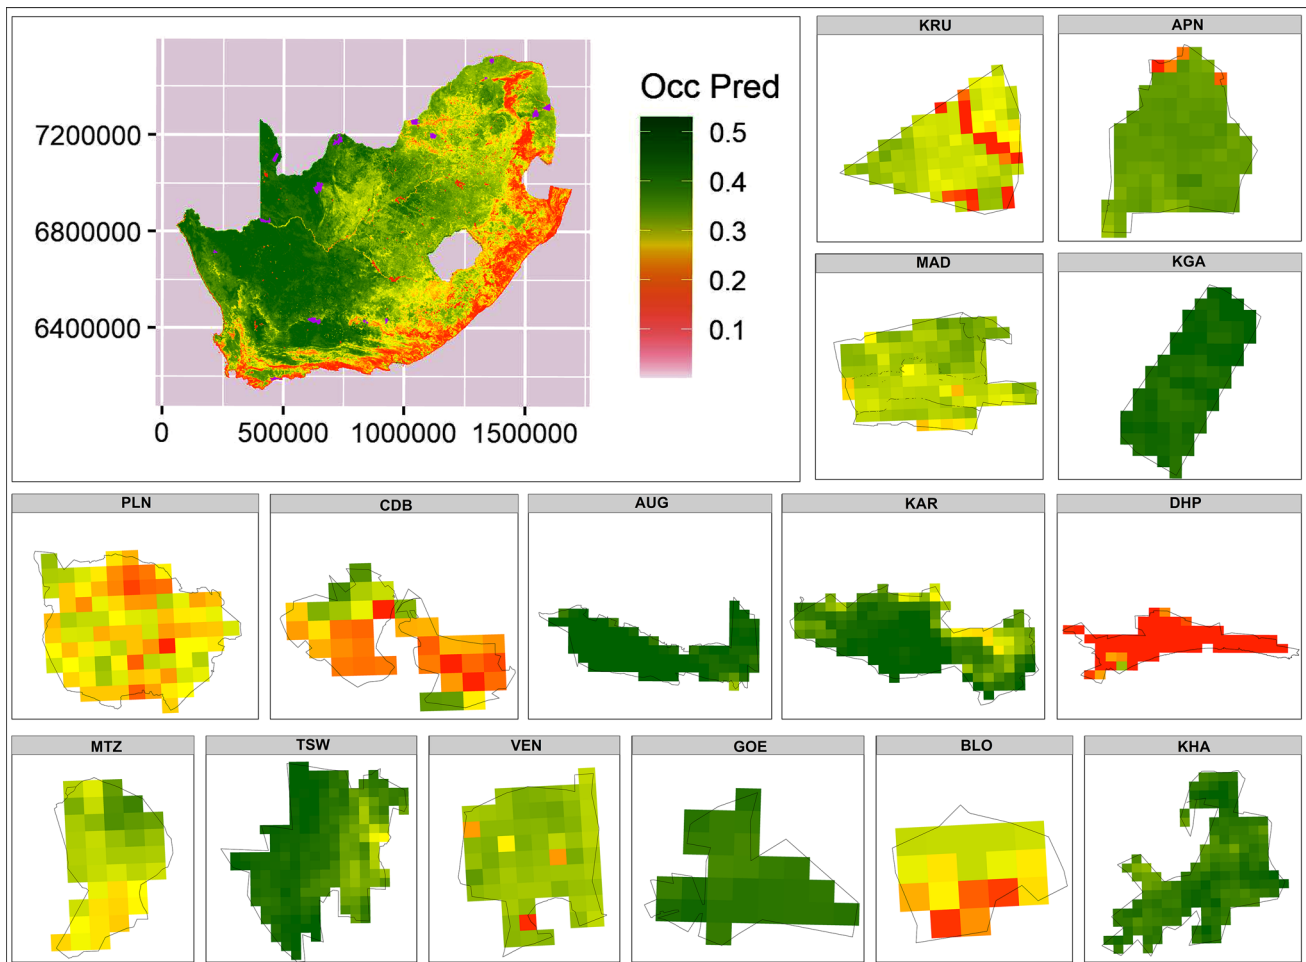 KRU
APN
Occ Pred
7200000
6800000
6400000
0.5
0.4
0.3
0.2
0.1
0 500000 1000000 1500000
MAD
KGA
PLN
CDB
AUG
KAR
DHP
MTZ
TSW
VEN
GOE
BLO
KHA